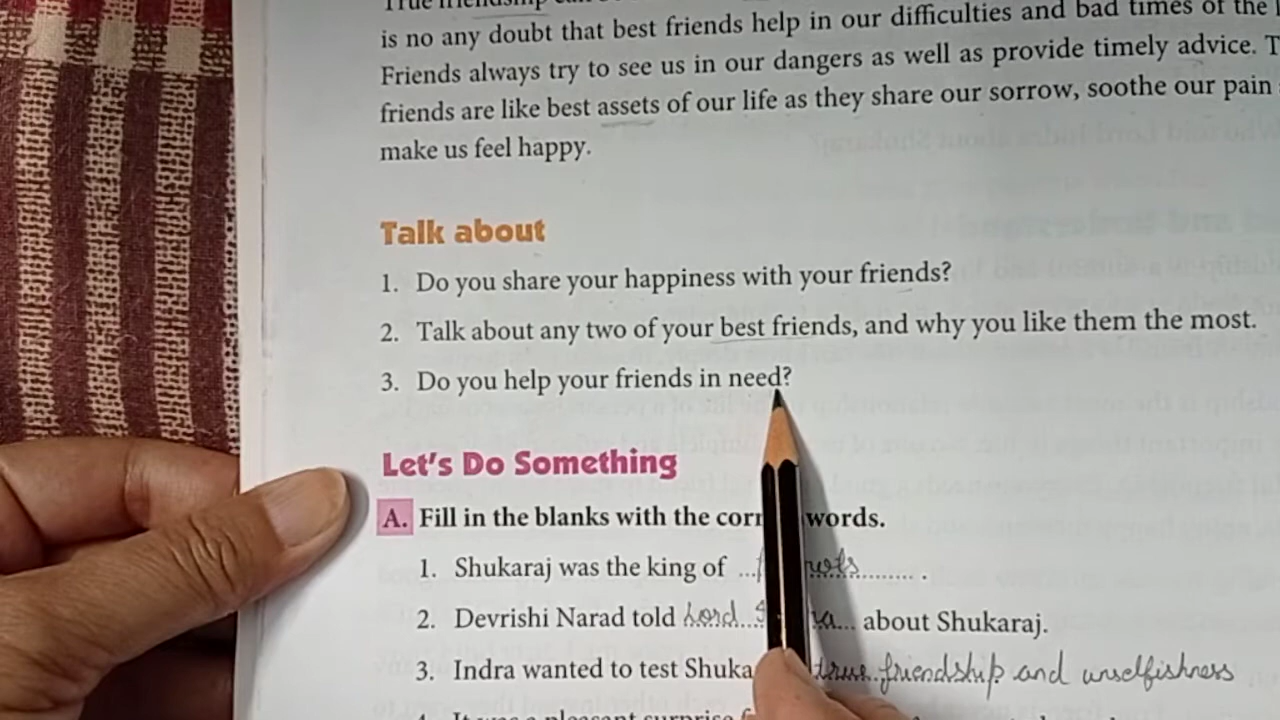 is no any doubt that best friends help in our difficulties and bad times of the
Friends always try to see us in our dangers as well as provide timely advice. T
friends are like best assets of our life as they share our sorrow, soothe our pain
make us feel happy.
Talk about
1. Do you share your happiness with your friends?
2. Talk about any two of your best friends, and why you like them the most.
3. Do you help your friends in need?
Let's Do Something
A. Fill in the blanks with the corr words.
1. Shukaraj was the king of ... .
2. Devrishi Narad told Lord ... about Shukaraj.
3. Indra wanted to test Shuka true friendship and unselfishness